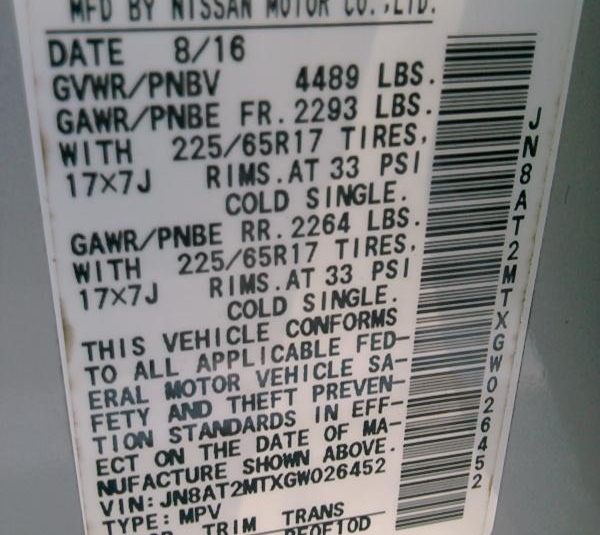 MFD BY NISSAN MOTOR CO.,LTD.
DATE 8/16
GVWR/PNBV 4489 LBS.
GAWR/PNBE FR. 2293 LBS.
WITH 225/65R17 TIRES,
17×7J RIMS.AT 33 PSI
COLD SINGLE.
GAWR/PNBE RR. 2264 LBS.
WITH 225/65R17 TIRES,
17×7J RIMS.AT 33 PSI
COLD SINGLE.
THIS VEHICLE CONFORMS
TO ALL APPLICABLE FED-
ERAL MOTOR VEHICLE SA-
FETY AND THEFT PREVEN-
TION STANDARDS IN EFF-
ECT ON THE DATE OF MA-
NUFACTURE SHOWN ABOVE.
VIN: JN8AT2MTXGW026452
TYPE: MPV
TRIM TRANS
JN8AT2MTXGW026452